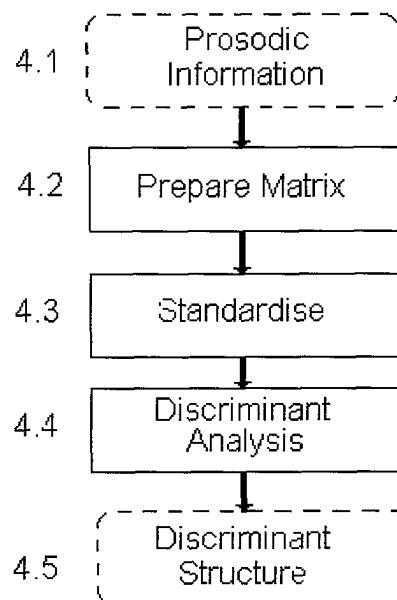 4.1 Prosodic
Information
4.2 Prepare Matrix
4.3 Standardise
4.4 Discriminant
Analysis
4.5 Discriminant
Structure